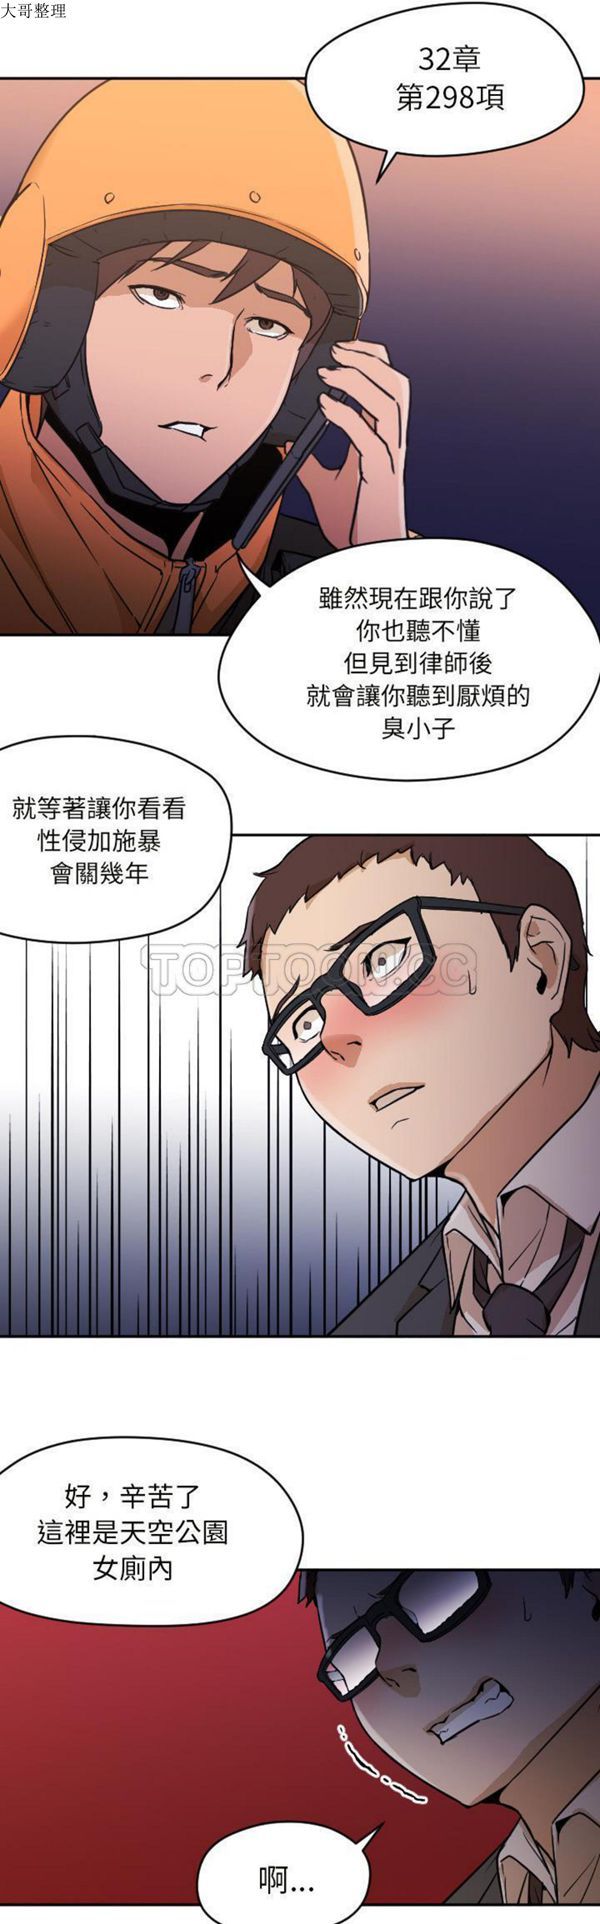 大哥整理
32章
第298項
雖然現在跟你說了
你也聽不懂
但見到律師後
就會讓你聽到厭煩的
臭小子
就等著讓你看看
性侵加施暴
會關幾年
TOPTOON.CC
好，辛苦了
這裡是天空公園
女廁內
啊...